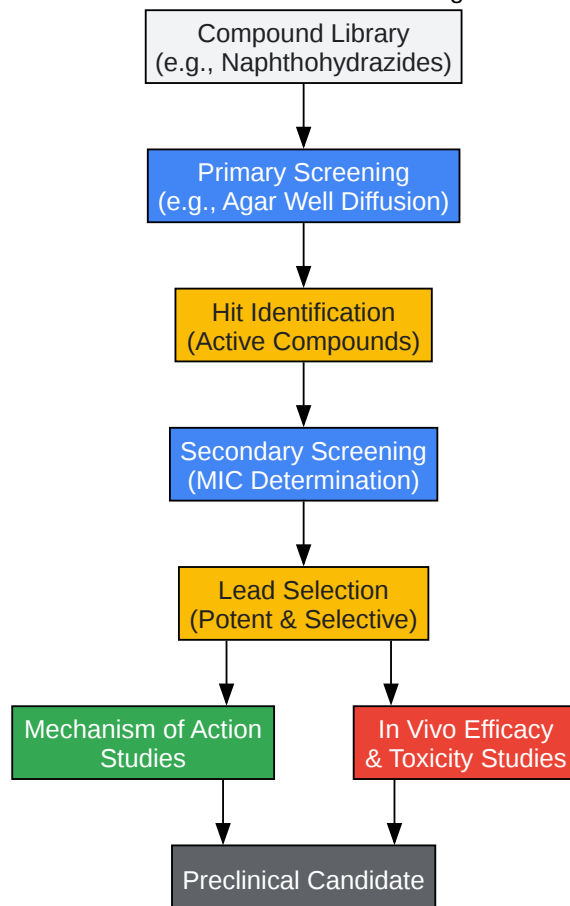 Compound Library
(e.g., Naphthohydrazides)
Primary Screening
(e.g., Agar Well Diffusion)
Hit Identification
(Active Compounds)
Secondary Screening
(MIC Determination)
Lead Selection
(Potent & Selective)
Mechanism of Action
Studies
In Vivo Efficacy
& Toxicity Studies
Preclinical Candidate